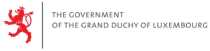 THE GOVERNMENT
OF THE GRAND DUCHY OF LUXEMBOURG